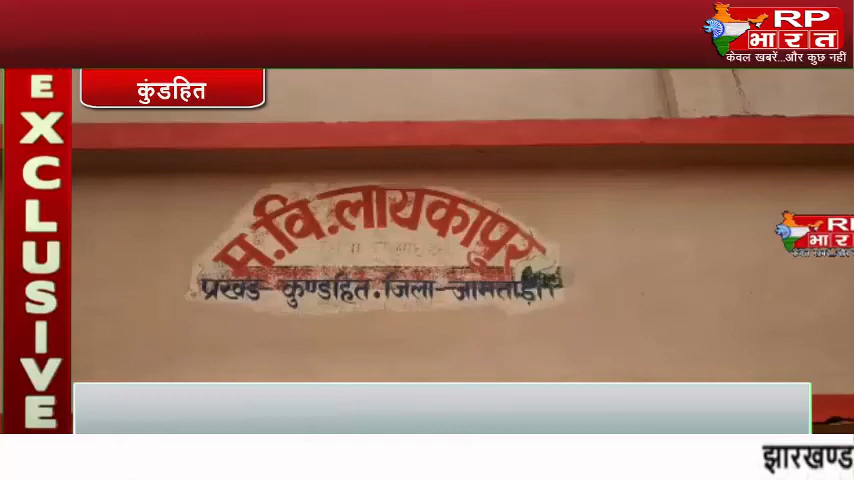 RP
भारत
केवल खबरें...और कुछ नहीं
EXCLUSIVE
कुंडहित
म.वि.लायकापुर
प्रखंड- कुण्डहित.जिला-जामताड़ा
झारखण्ड